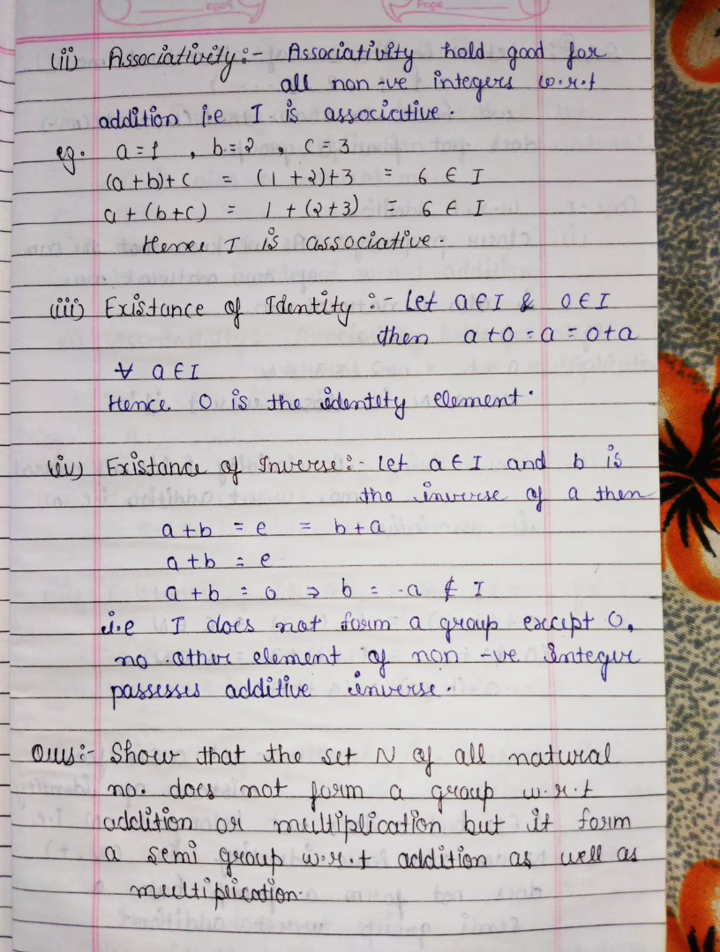 (ii) Associativity :- Associativity hold good for
all non -ve integers w.r.t
addition i.e I is associative.
eg. a = 1 , b = 2 , c = 3
(a+b)+c = (1+2)+3 = 6 ∈ I
a+(b+c) = 1+(2+3) = 6 ∈ I
Hence I is associative.
(iii) Existance of Identity :- Let a ∈ I & 0 ∈ I
then a+0 = a = 0+a
∀ a ∈ I
Hence 0 is the identity element.
(iv) Existance of Inverse :- Let a ∈ I and b is
the inverse of a then
a+b = e = b+a
a+b = e
a+b = 0 ⇒ b = -a ∉ I
i.e I does not form a group except 0.
no other element of non -ve integer
passesses additive inverse.
Ques :- Show that the set N of all natural
no. does not form a group w.r.t
addition or multiplication but it form
a semi group w.r.t addition as well as
multiplication.